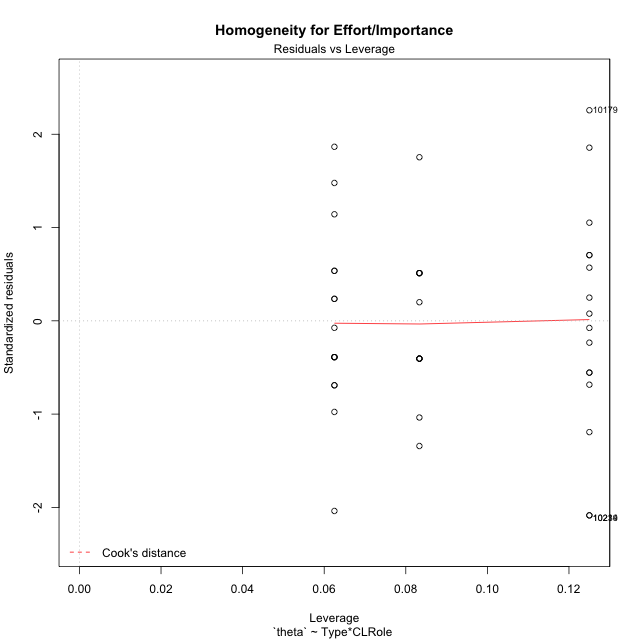 Homogeneity for Effort/Importance
Residuals vs Leverage
10179
2
1
0
-1
-2
Standardized residuals
Cook's distance
0.00 0.02 0.04 0.06 0.08 0.10 0.12
Leverage
`theta` ~ Type*CLRole